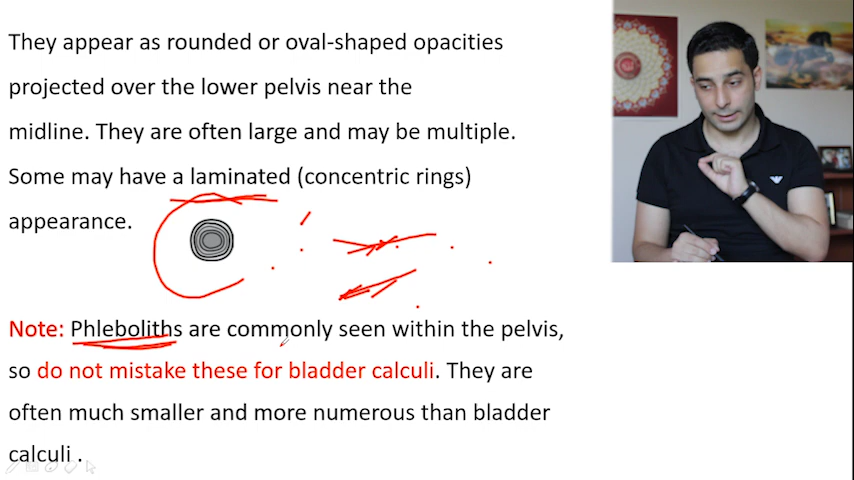 They appear as rounded or oval-shaped opacities
projected over the lower pelvis near the
midline. They are often large and may be multiple.
Some may have a laminated (concentric rings)
appearance.
Note: Phleboliths are commonly seen within the pelvis,
so do not mistake these for bladder calculi. They are
often much smaller and more numerous than bladder
calculi .